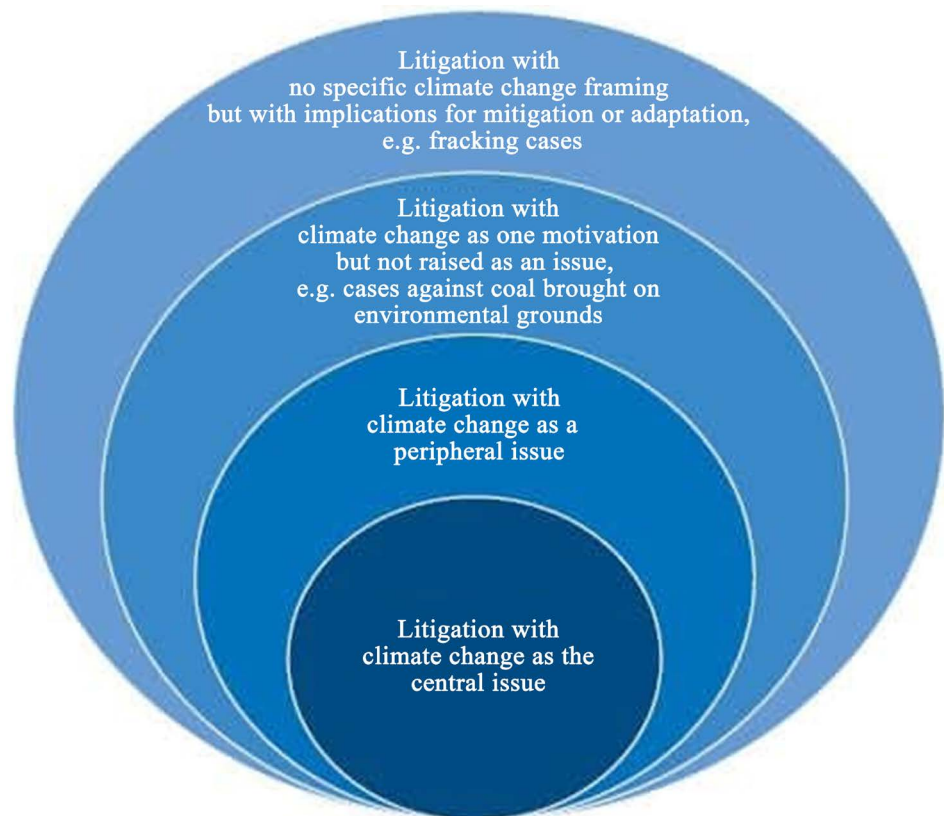 Litigation with
no specific climate change framing
but with implications for mitigation or adaptation,
e.g. fracking cases
Litigation with
climate change as one motivation
but not raised as an issue,
e.g. cases against coal brought on
environmental grounds
Litigation with
climate change as a
peripheral issue
Litigation with
climate change as the
central issue